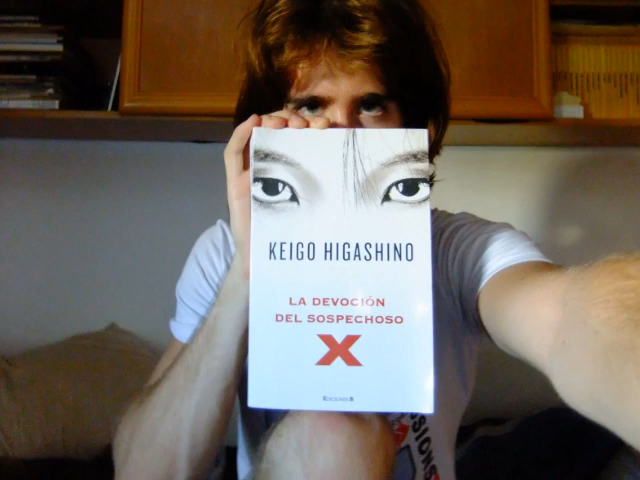 KEIGO HIGASHINO
LA DEVOCIÓN
DEL SOSPECHOSO
X
EDICIONES B